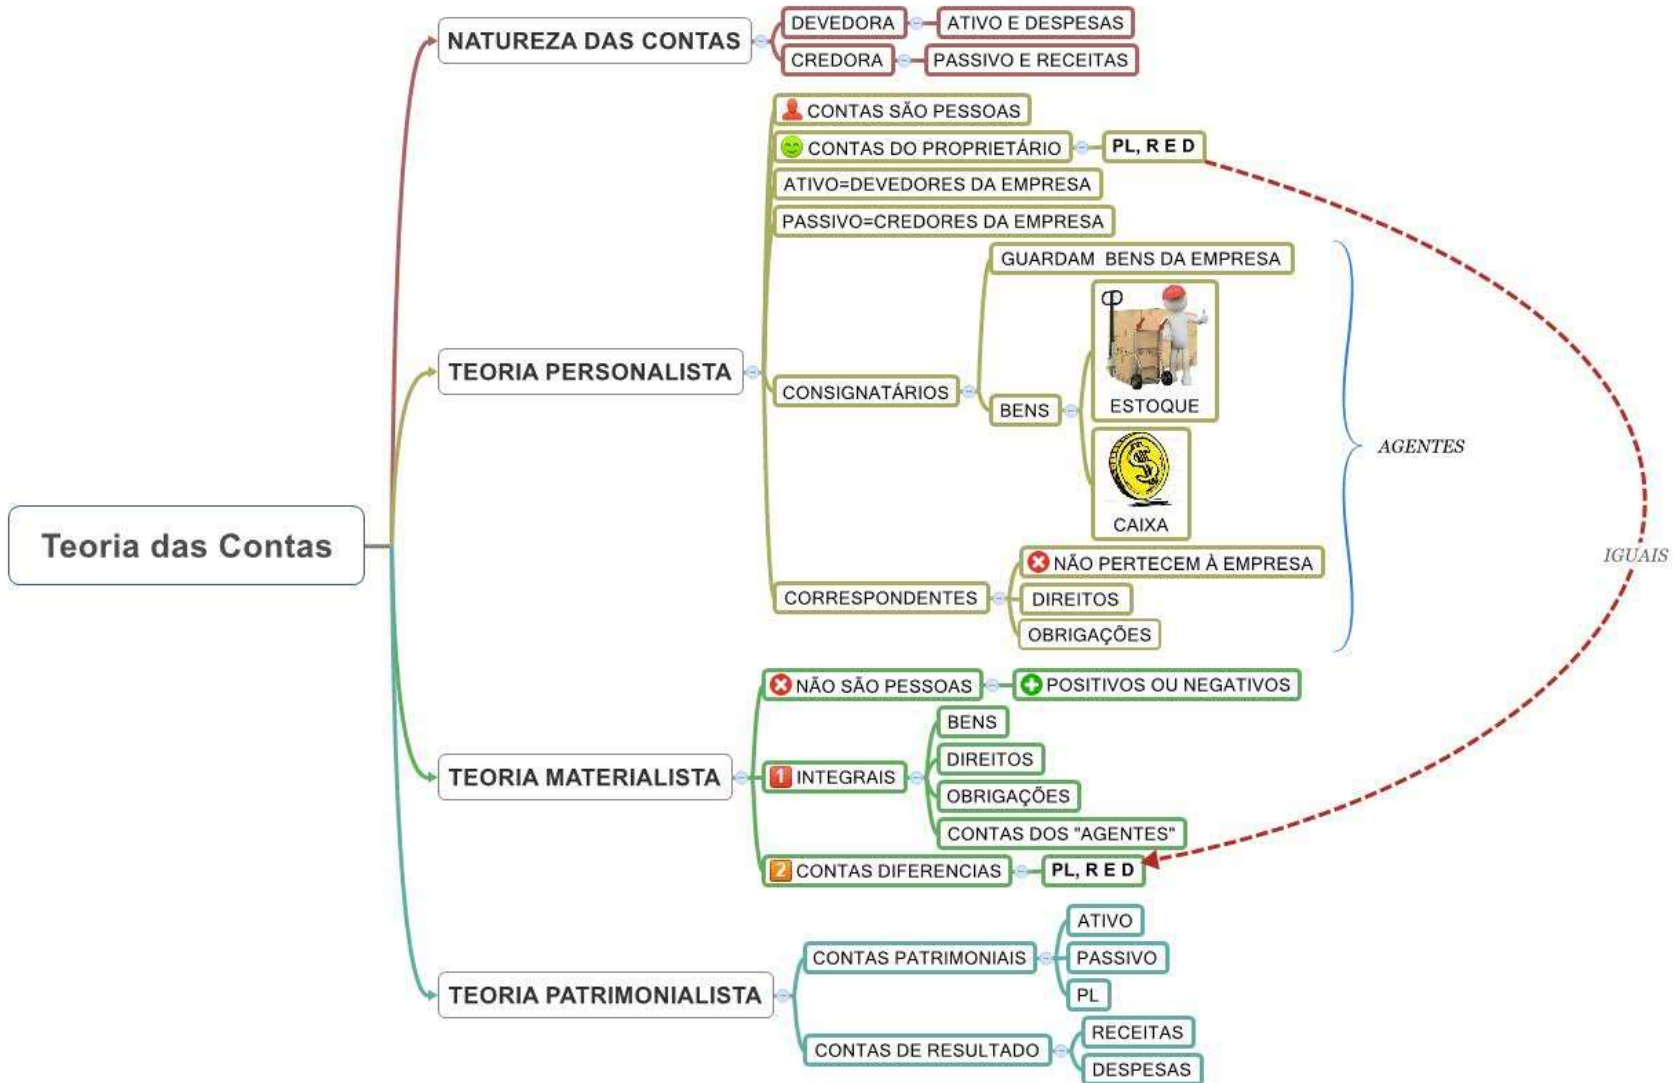 Teoria das Contas
NATUREZA DAS CONTAS
DEVEDORA
ATIVO E DESPESAS
CREDORA
PASSIVO E RECEITAS
TEORIA PERSONALISTA
CONTAS SÃO PESSOAS
CONTAS DO PROPRIETÁRIO
PL, R E D
ATIVO=DEVEDORES DA EMPRESA
PASSIVO=CREDORES DA EMPRESA
CONSIGNATÁRIOS
GUARDAM BENS DA EMPRESA
BENS
ESTOQUE
CAIXA
CORRESPONDENTES
NÃO PERTECEM À EMPRESA
DIREITOS
OBRIGAÇÕES
AGENTES
IGUAIS
TEORIA MATERIALISTA
NÃO SÃO PESSOAS
POSITIVOS OU NEGATIVOS
1 INTEGRAIS
BENS
DIREITOS
OBRIGAÇÕES
CONTAS DOS "AGENTES"
2 CONTAS DIFERENCIAS
PL, R E D
TEORIA PATRIMONIALISTA
CONTAS PATRIMONIAIS
ATIVO
PASSIVO
PL
CONTAS DE RESULTADO
RECEITAS
DESPESAS